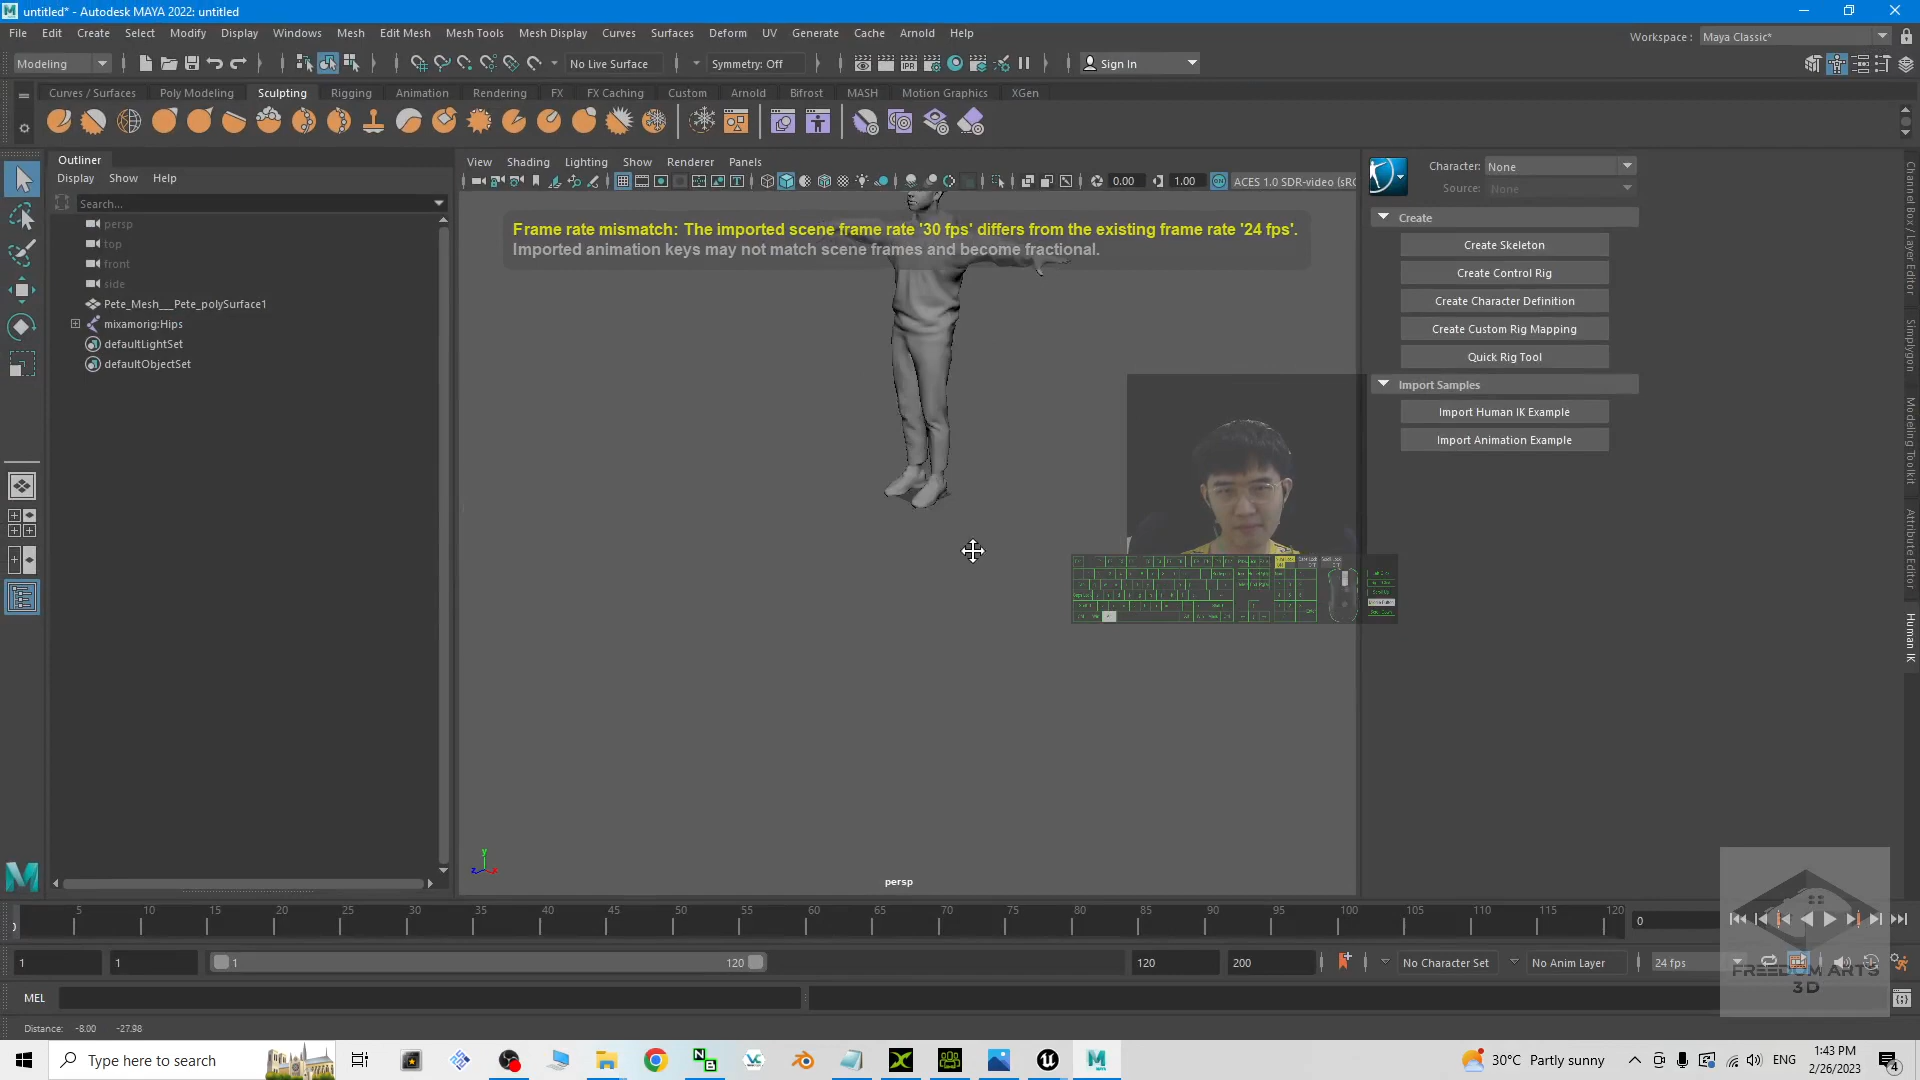 untitled* - Autodesk MAYA 2022: untitled
File Edit Create Select Modify Display Windows Mesh Edit Mesh Mesh Tools Mesh Display Curves Surfaces Deform UV Generate Cache Arnold Help
Workspace : Maya Classic*
Modeling No Live Surface Symmetry: Off Sign In
Curves / Surfaces Poly Modeling Sculpting Rigging Animation Rendering FX FX Caching Custom Arnold Bifrost MASH Motion Graphics XGen
Outliner
Display Show Help
Search...
persp
top
front
side
Pete_Mesh___Pete_polySurface1
mixamorig:Hips
defaultLightSet
defaultObjectSet
View Shading Lighting Show Renderer Panels
0.00 1.00 ACES 1.0 SDR-video (sRG
Frame rate mismatch: The imported scene frame rate '30 fps' differs from the existing frame rate '24 fps'.
Imported animation keys may not match scene frames and become fractional.
persp
y
z x
Character: None
Source: None
Create
Create Skeleton
Create Control Rig
Create Character Definition
Create Custom Rig Mapping
Quick Rig Tool
Import Samples
Import Human IK Example
Import Animation Example
Channel Box / Layer Editor
Simplygon
Modeling Toolkit
Attribute Editor
Human IK
5 10 15 20 25 30 35 40 45 50 55 60 65 70 75 80 85 90 95 100 105 110 115 120
0
1 1 1 120 120 200 No Character Set No Anim Layer 24 fps
FREEDOM ARTS
3D
MEL
Distance: -8.00 -27.98
Type here to search
30°C Partly sunny
ENG
1:43 PM
2/26/2023
4